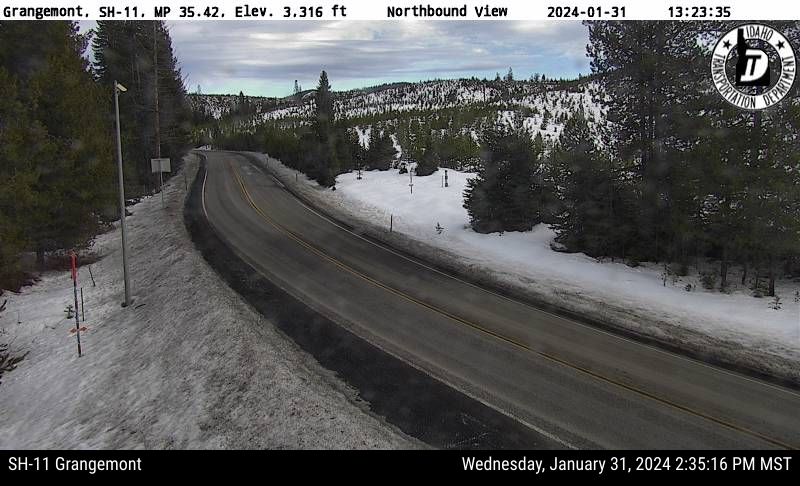 Grangemont, SH-11, MP 35.42, Elev. 3,316 ft Northbound View 2024-01-31 13:23:35
IDAHO
TRANSPORTATION DEPARTMENT
SH-11 Grangemont Wednesday, January 31, 2024 2:35:16 PM MST